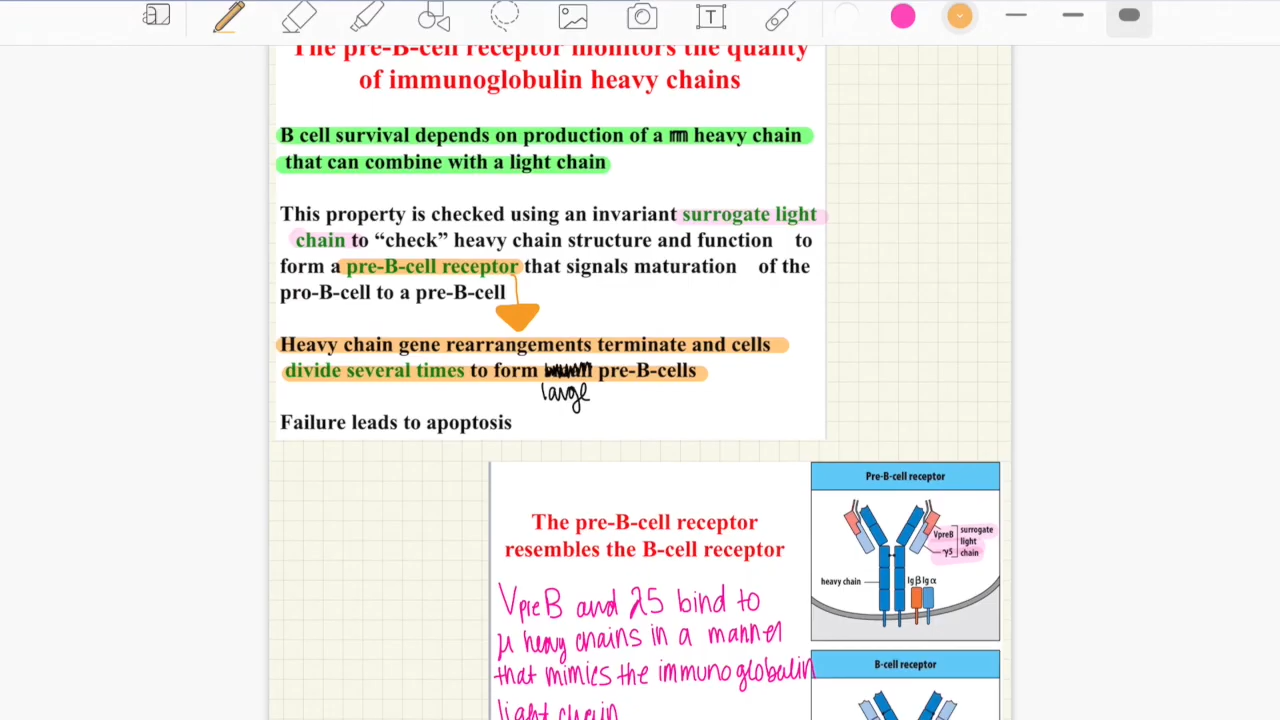 The pre-B-cell receptor monitors the quality
of immunoglobulin heavy chains
B cell survival depends on production of a ㎜ heavy chain
that can combine with a light chain
This property is checked using an invariant surrogate light
chain to “check” heavy chain structure and function to
form a pre-B-cell receptor that signals maturation of the
pro-B-cell to a pre-B-cell
Heavy chain gene rearrangements terminate and cells
divide several times to form pre-B-cells
large
Failure leads to apoptosis
The pre-B-cell receptor
resembles the B-cell receptor
VpreB and λ5 bind to
μ heavy chains in a manner
that mimics the immunoglobulin
light chain
Pre-B-cell receptor
VpreB
γ5
surrogate
light
chain
heavy chain
Igβ Igα
B-cell receptor
T